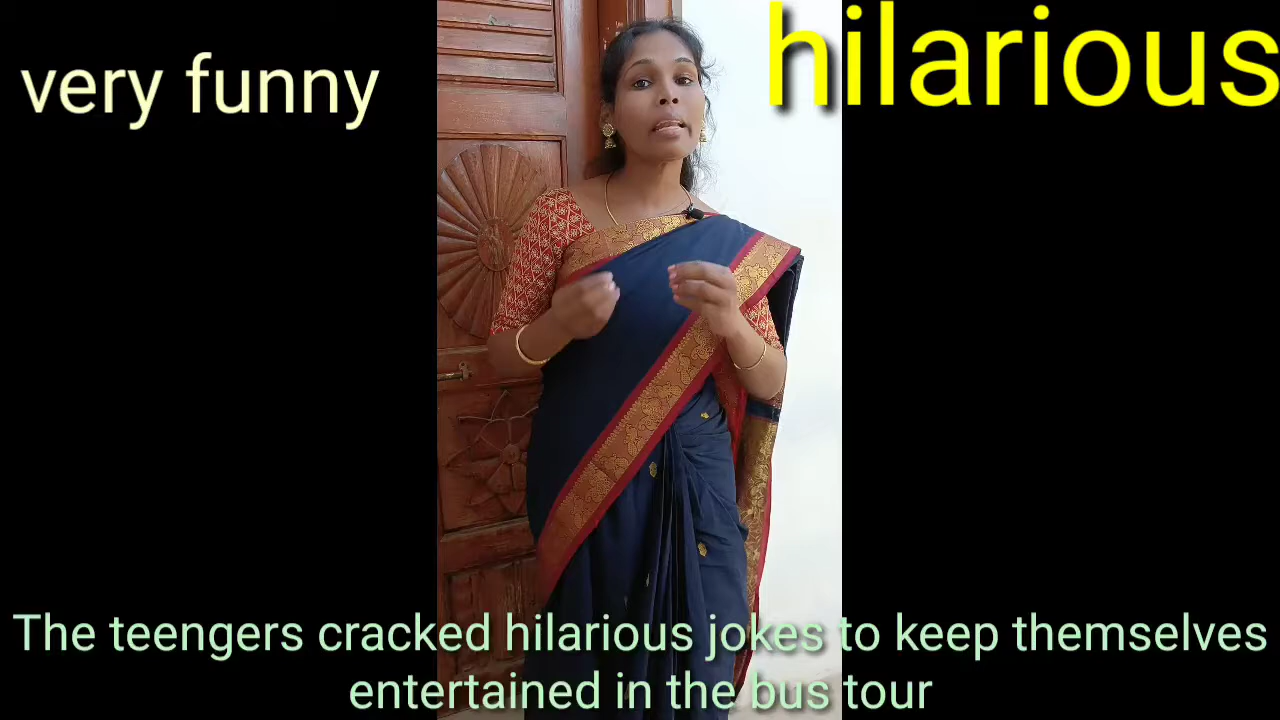 very funny
hilarious
The teengers cracked hilarious jokes to keep themselves
entertained in the bus tour